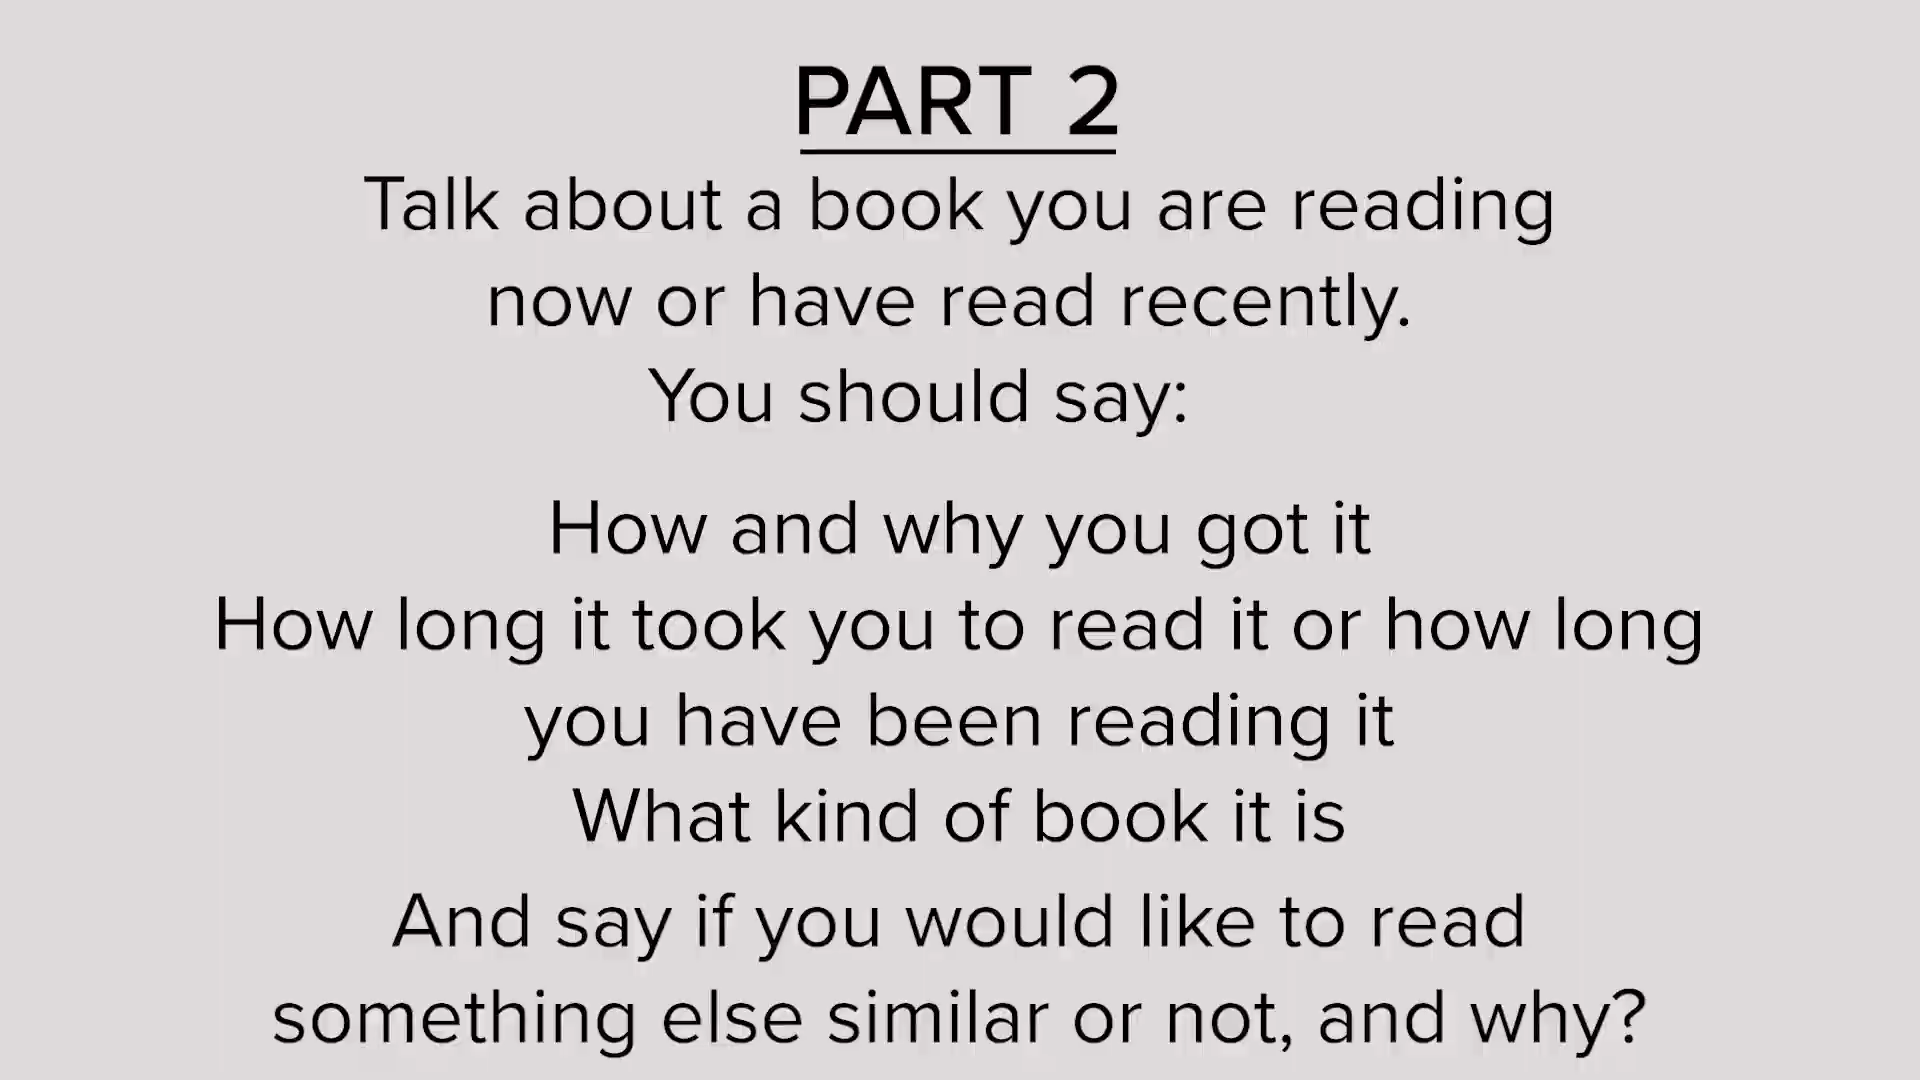 PART 2
Talk about a book you are reading
now or have read recently.
You should say:
How and why you got it
How long it took you to read it or how long
you have been reading it
What kind of book it is
And say if you would like to read
something else similar or not, and why?